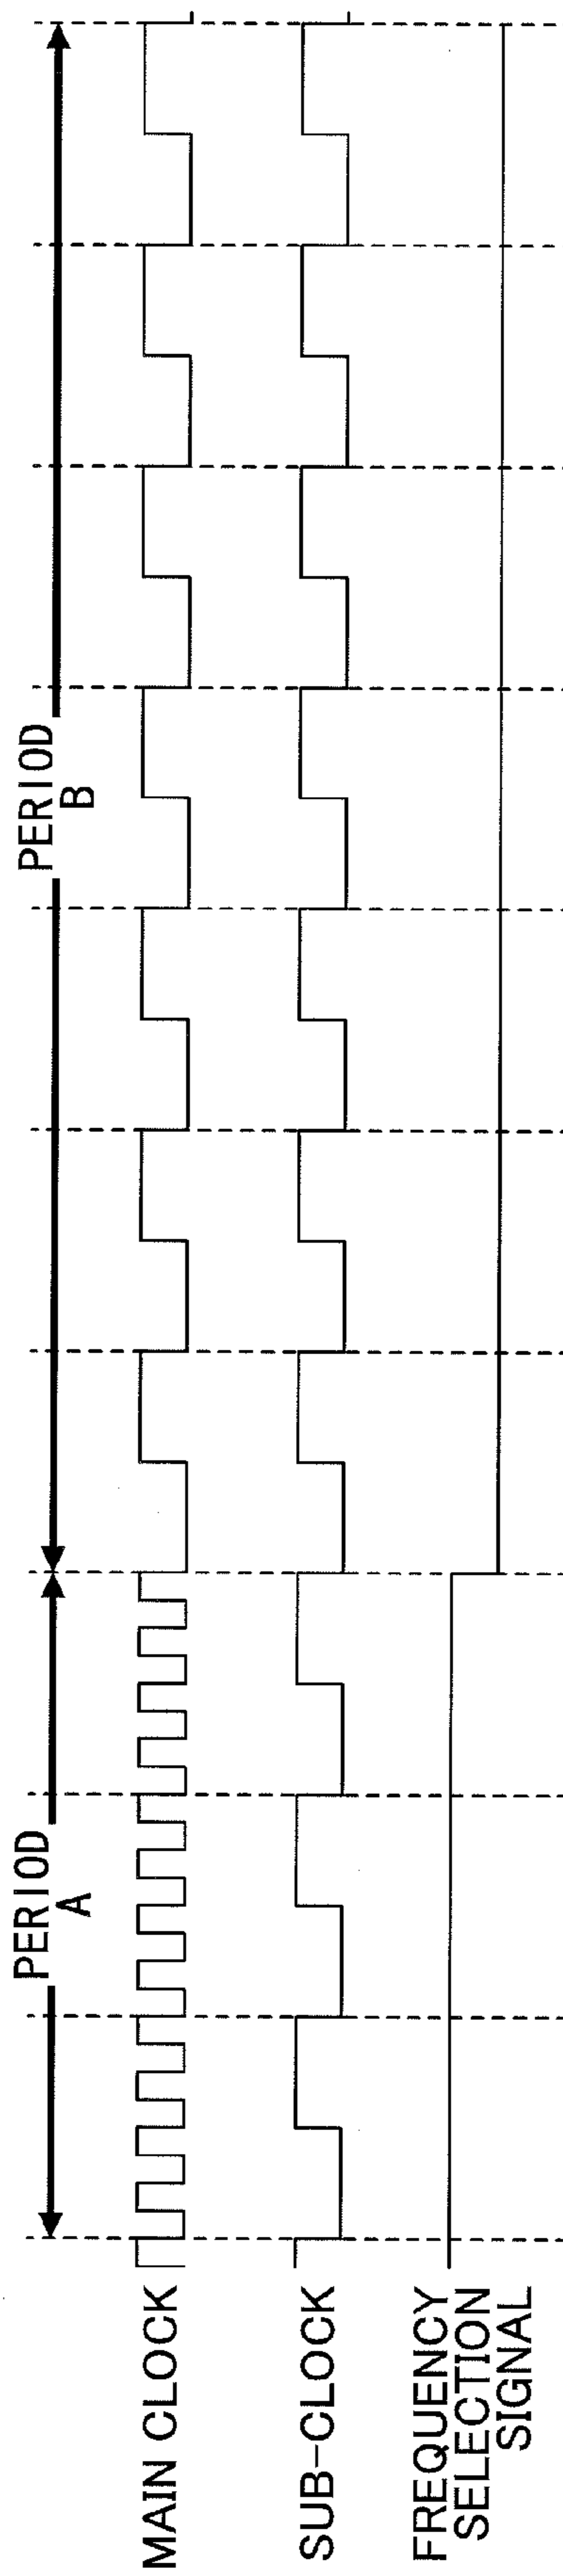 PERIOD
A
PERIOD
B
MAIN CLOCK
SUB-CLOCK
FREQUENCY
SELECTION
SIGNAL